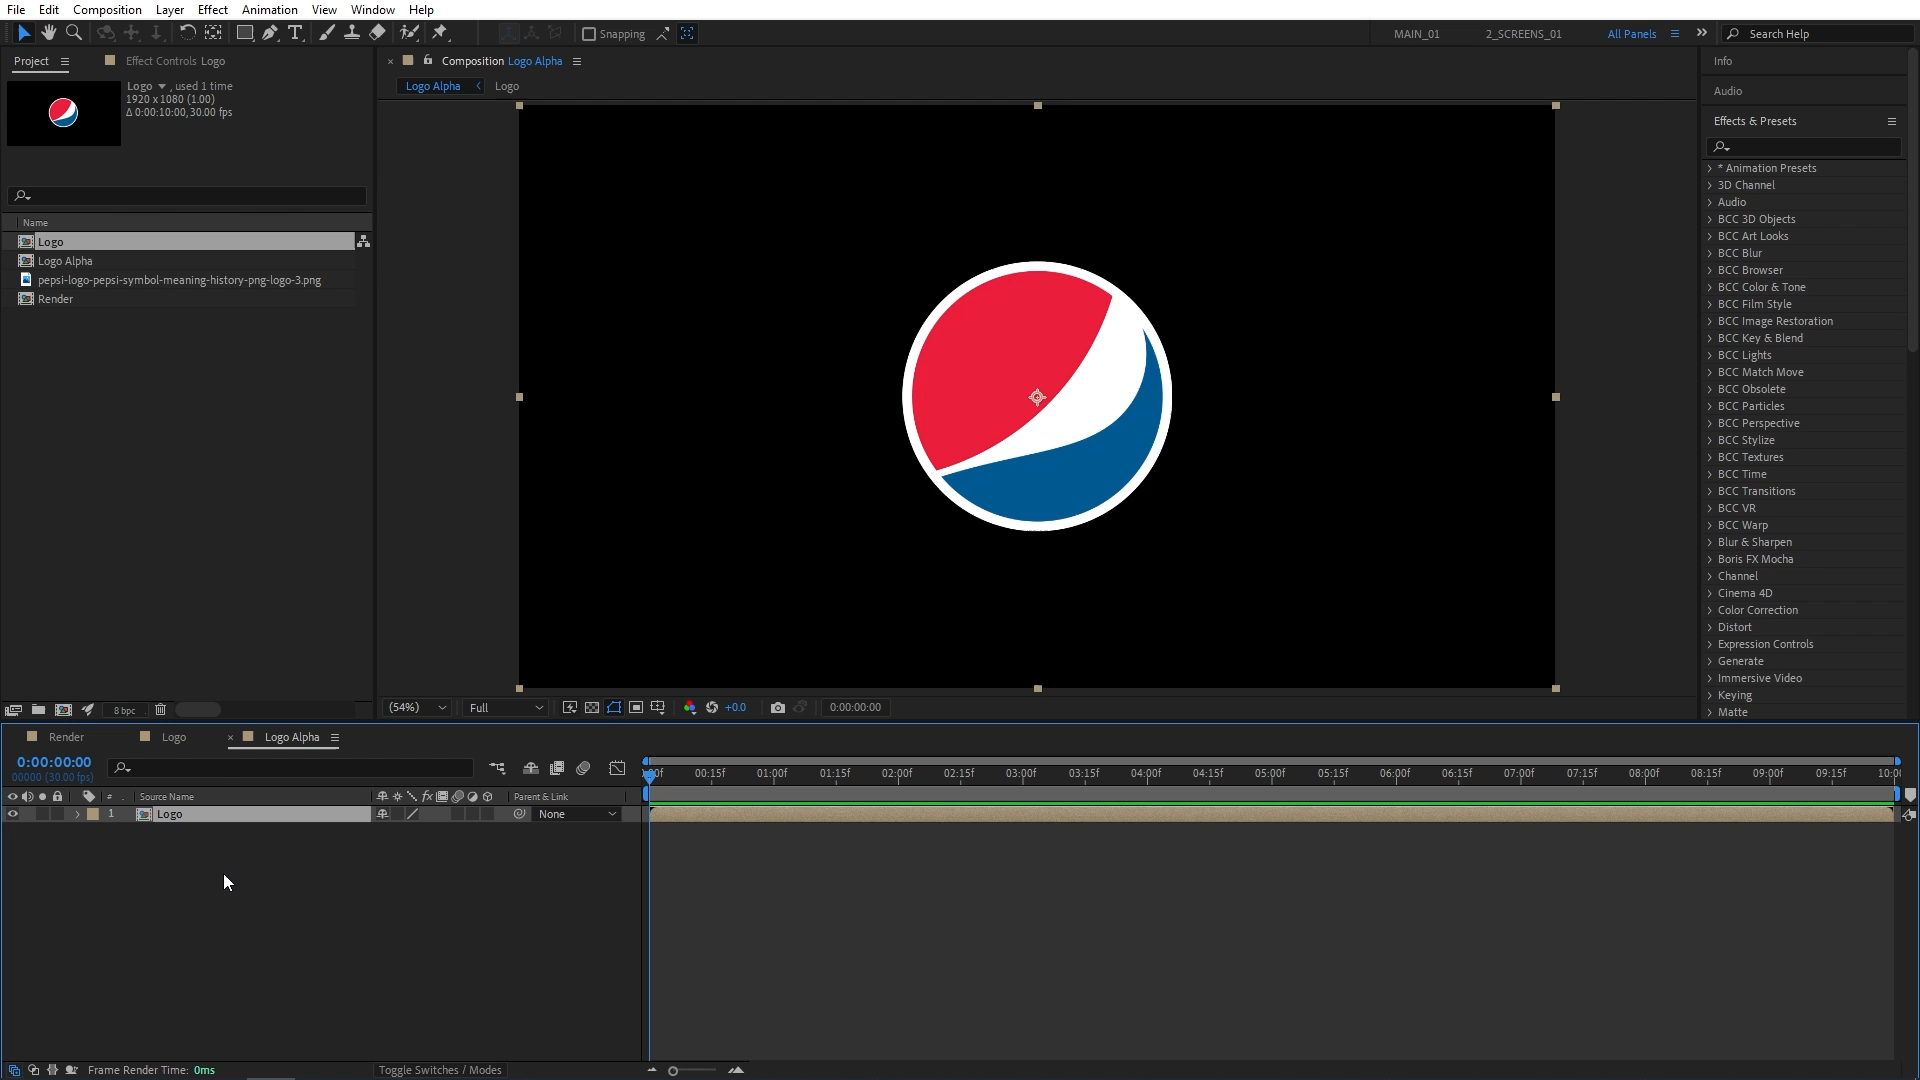 File Edit Composition Layer Effect Animation View Window Help
Snapping
MAIN_01 2_SCREENS_01 All Panels Search Help
Project Effect Controls Logo
Logo , used 1 time
1920 x 1080 (1.00)
Δ 0:00:10:00, 30.00 fps
Name
Logo
Logo Alpha
pepsi-logo-pepsi-symbol-meaning-history-png-logo-3.png
Render
8 bpc
Composition Logo Alpha
Logo Alpha Logo
(54%) Full +0.0 0:00:00:00
Info
Audio
Effects & Presets
* Animation Presets
3D Channel
Audio
BCC 3D Objects
BCC Art Looks
BCC Blur
BCC Browser
BCC Color & Tone
BCC Film Style
BCC Image Restoration
BCC Key & Blend
BCC Lights
BCC Match Move
BCC Obsolete
BCC Particles
BCC Perspective
BCC Stylize
BCC Textures
BCC Time
BCC Transitions
BCC VR
BCC Warp
Blur & Sharpen
Boris FX Mocha
Channel
Cinema 4D
Color Correction
Distort
Expression Controls
Generate
Immersive Video
Keying
Matte
Render Logo Logo Alpha
0:00:00:00
00000 (30.00 fps)
:00f 00:15f 01:00f 01:15f 02:00f 02:15f 03:00f 03:15f 04:00f 04:15f 05:00f 05:15f 06:00f 06:15f 07:00f 07:15f 08:00f 08:15f 09:00f 09:15f 10:00
# . Source Name fx Parent & Link
1 Logo None
Frame Render Time: 0ms Toggle Switches / Modes